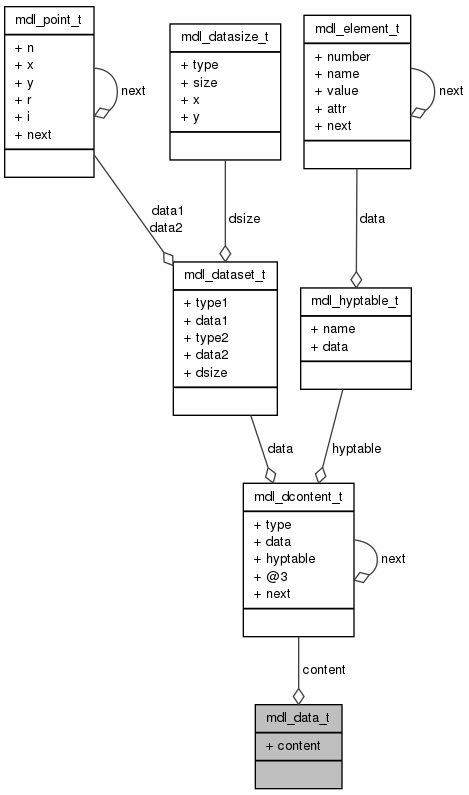 mdl_point_t
+ n
+ x
+ y
+ r
+ i
+ next
next
mdl_datasize_t
+ type
+ size
+ x
+ y
mdl_element_t
+ number
+ name
+ value
+ attr
+ next
next
data1
data2
dsize
data
mdl_dataset_t
+ type1
+ data1
+ type2
+ data2
+ dsize
mdl_hyptable_t
+ name
+ data
data
hyptable
mdl_dcontent_t
+ type
+ data
+ hyptable
+ @3
+ next
next
content
mdl_data_t
+ content